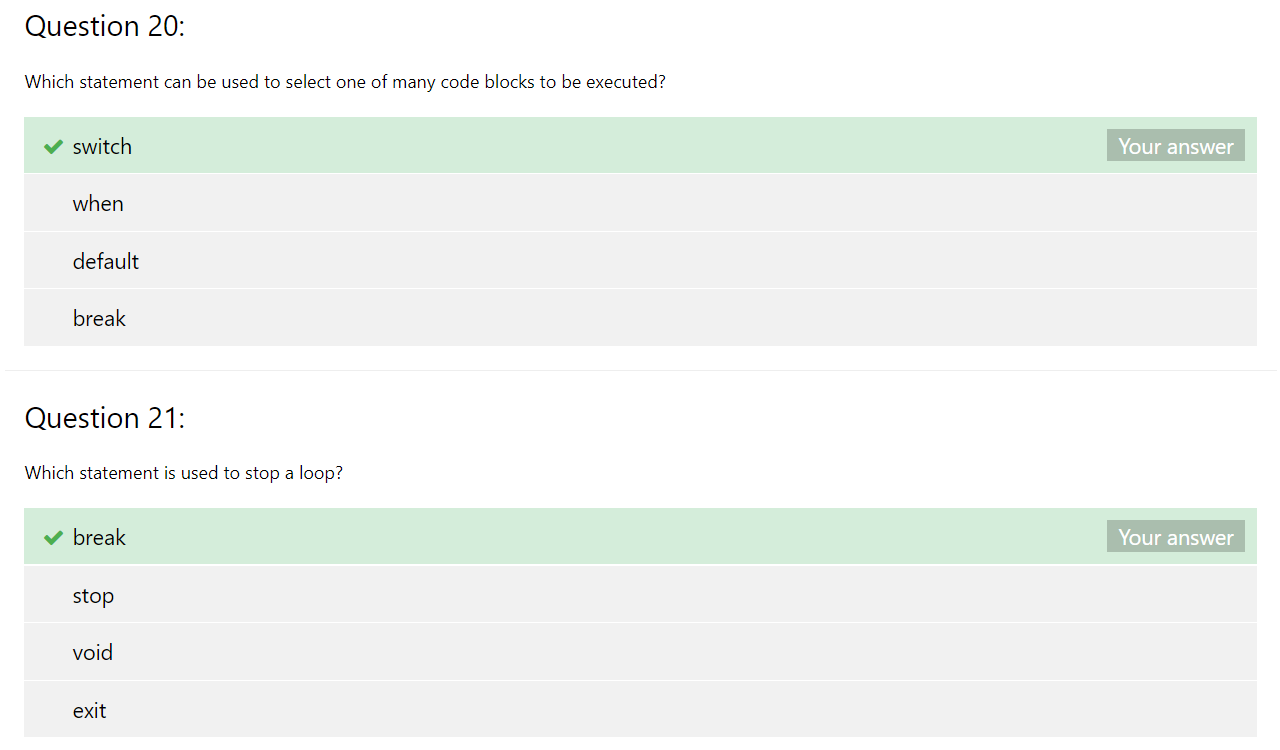 Question 20:
Which statement can be used to select one of many code blocks to be executed?
switch Your answer
when
default
break
Question 21:
Which statement is used to stop a loop?
break Your answer
stop
void
exit